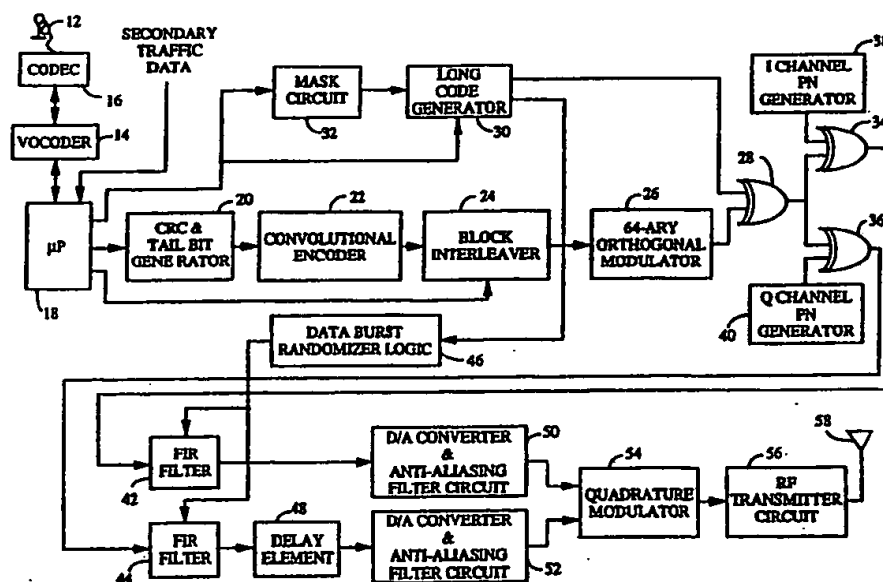 12
SECONDARY
TRAFFIC
DATA
CODEC
16
VOCODER
14
MASK
CIRCUIT
32
LONG
CODE
GENERATOR
30
I CHANNEL
PN
GENERATOR
34
28
µP
18
20
CRC &
TAIL BIT
GENERATOR
22
CONVOLUTIONAL
ENCODER
24
BLOCK
INTERLEAVER
26
64-ARY
ORTHOGONAL
MODULATOR
36
Q CHANNEL
PN
GENERATOR
40
DATA BURST
RANDOMIZER LOGIC
46
FIR
FILTER
42
50
D/A CONVERTER
&
ANTI-ALIASING
FILTER CIRCUIT
54
QUADRATURE
MODULATOR
56
RF
TRANSMITTER
CIRCUIT
58
FIR
FILTER
44
48
DELAY
ELEMENT
D/A CONVERTER
&
ANTI-ALIASING
FILTER CIRCUIT
52